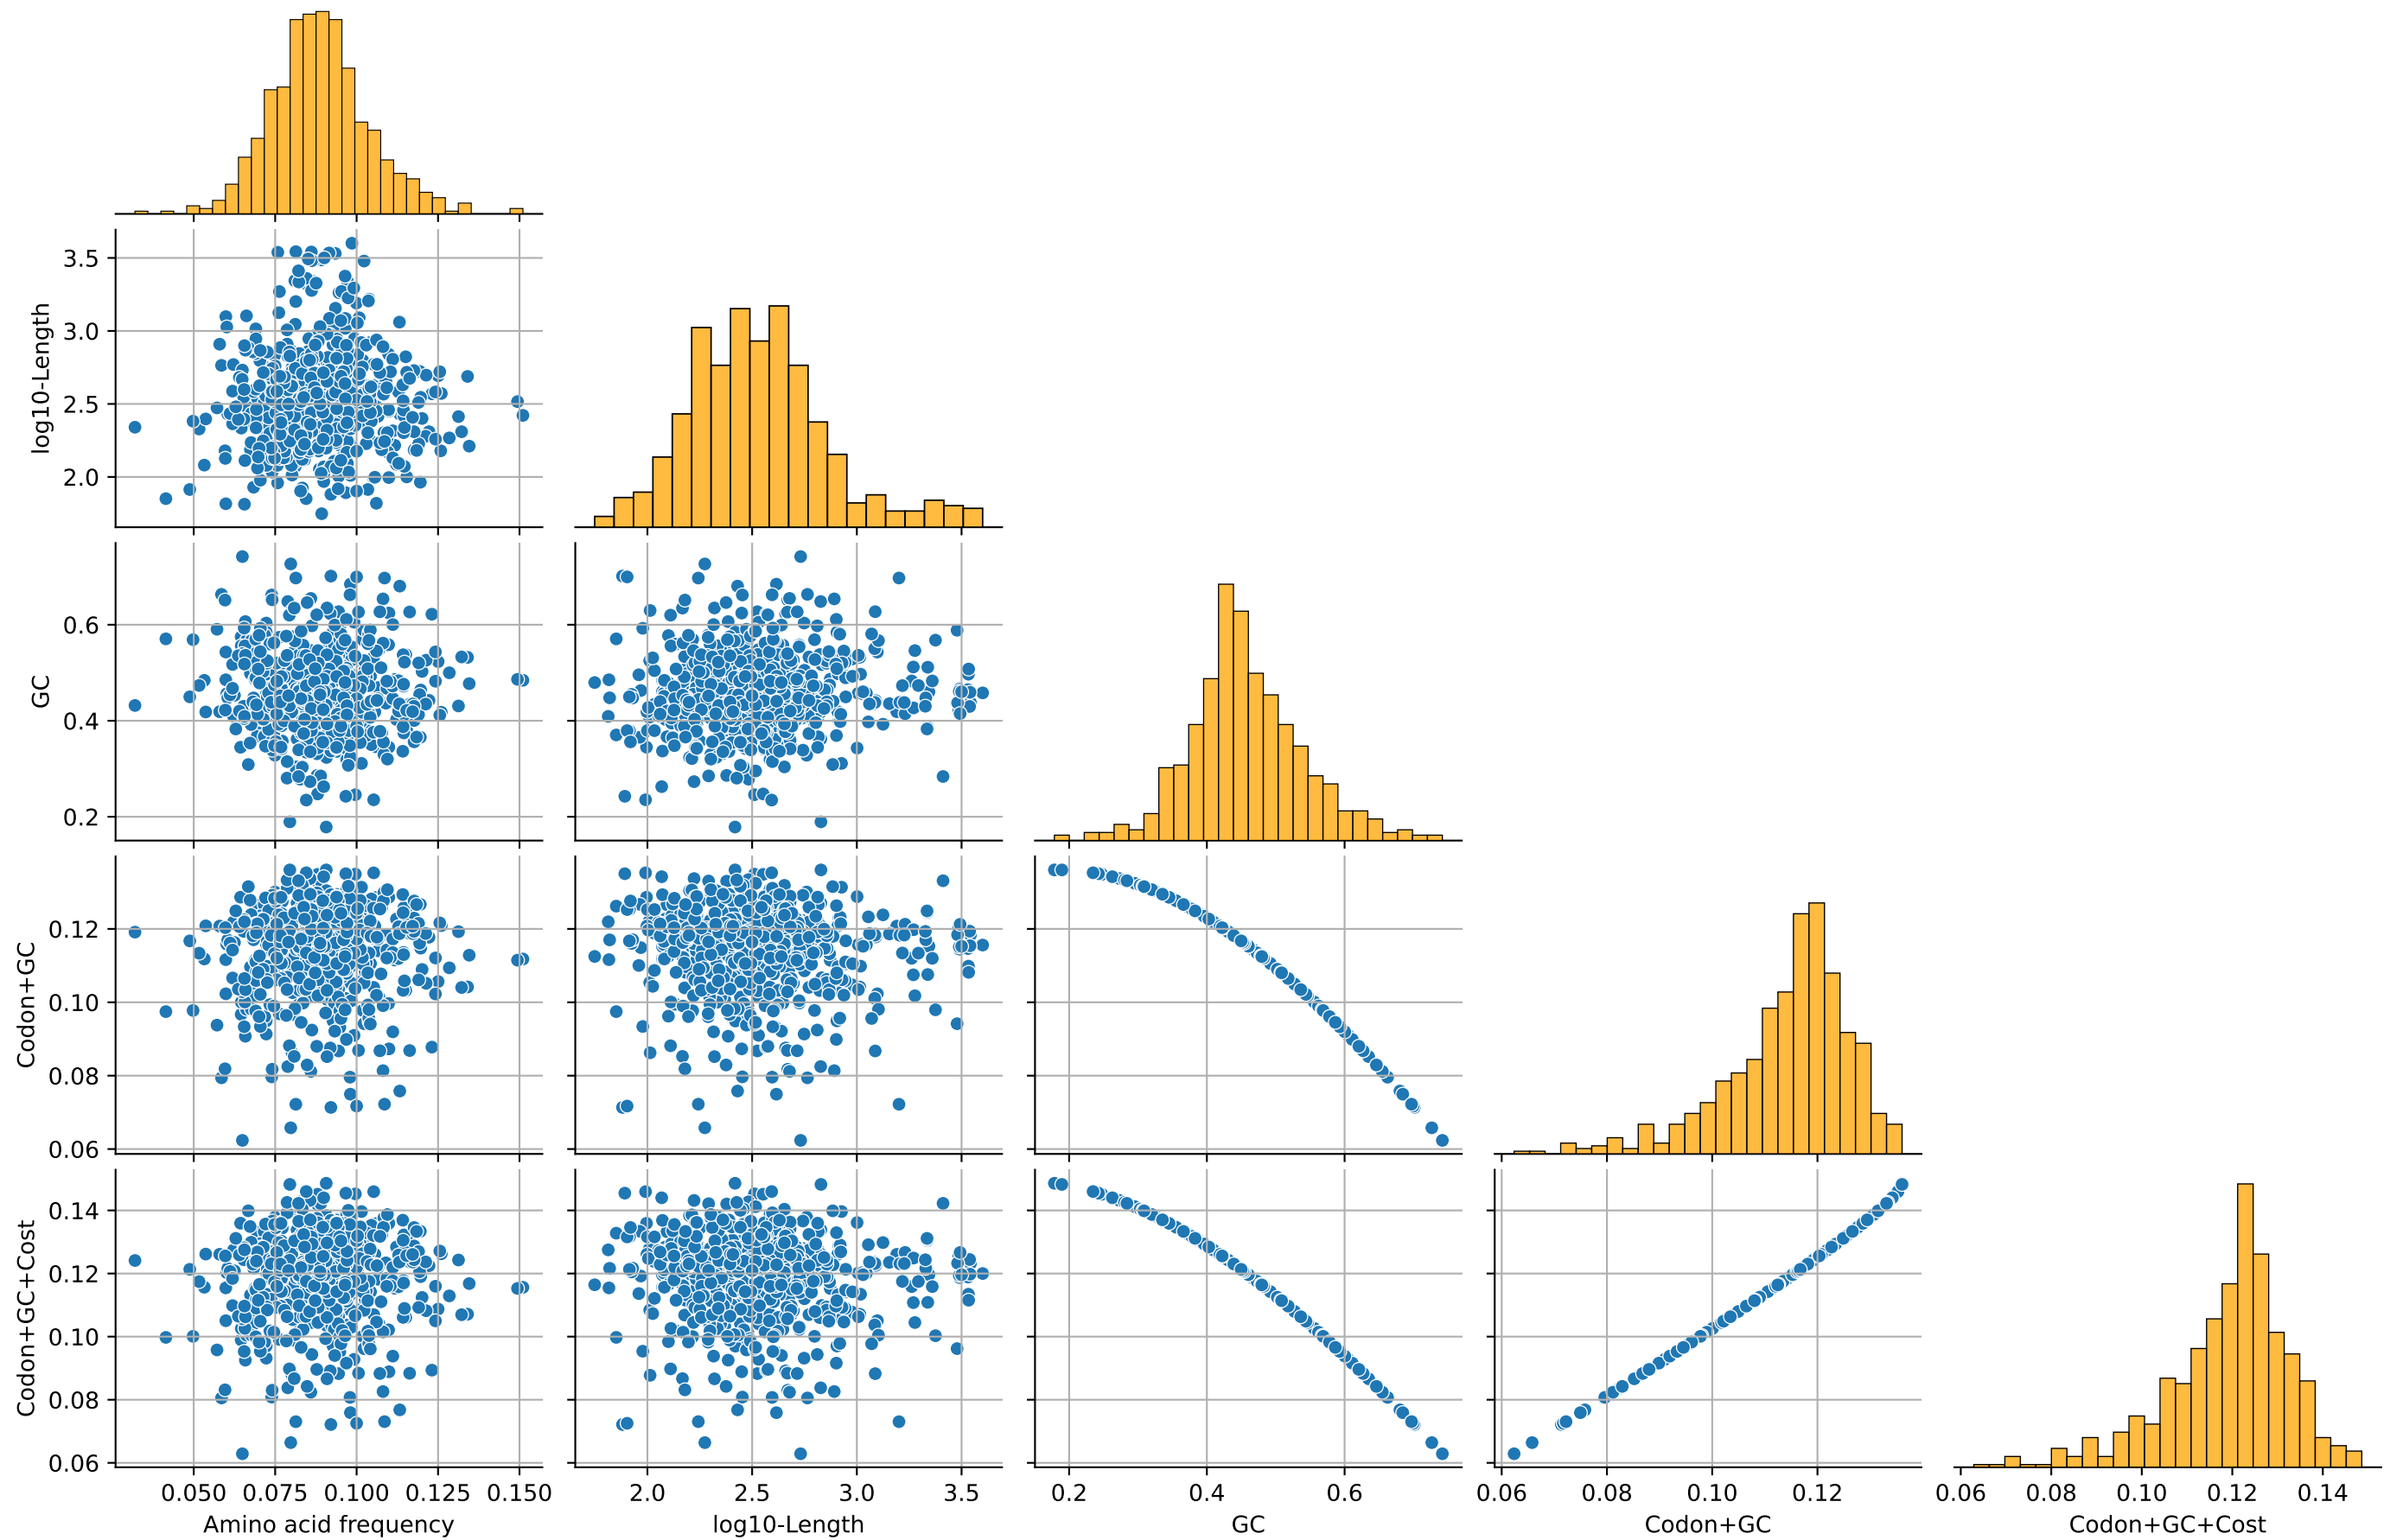 log10-Length
3.5
3.0
2.5
2.0
GC
0.6
0.4
0.2
Codon+GC
0.12
0.10
0.08
0.06
Codon+GC+Cost
0.14
0.12
0.10
0.08
0.06
0.050 0.075 0.100 0.125 0.150
2.0 2.5 3.0 3.5
0.2 0.4 0.6
0.06 0.08 0.10 0.12
0.06 0.08 0.10 0.12 0.14
Amino acid frequency
log10-Length
GC
Codon+GC
Codon+GC+Cost